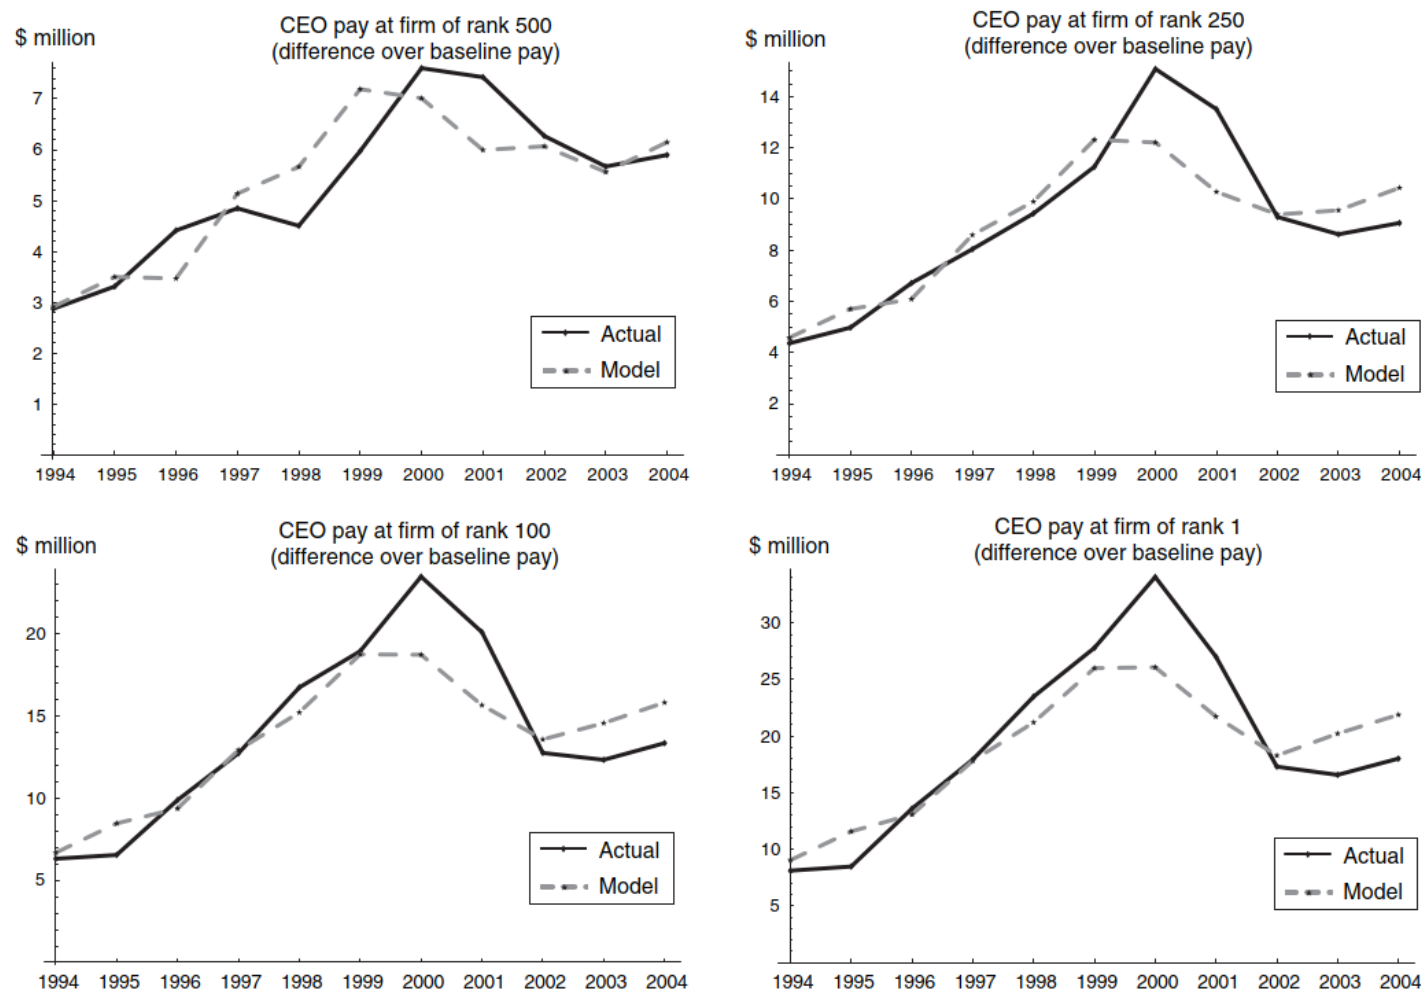 CEO pay at firm of rank 500
(difference over baseline pay)
$ million
7
6
5
4
3
2
1
Actual
Model
1994 1995 1996 1997 1998 1999 2000 2001 2002 2003 2004
CEO pay at firm of rank 250
(difference over baseline pay)
$ million
14
12
10
8
6
4
2
Actual
Model
1994 1995 1996 1997 1998 1999 2000 2001 2002 2003 2004
CEO pay at firm of rank 100
(difference over baseline pay)
$ million
20
15
10
5
Actual
Model
1994 1995 1996 1997 1998 1999 2000 2001 2002 2003 2004
CEO pay at firm of rank 1
(difference over baseline pay)
$ million
30
25
20
15
10
5
Actual
Model
1994 1995 1996 1997 1998 1999 2000 2001 2002 2003 2004